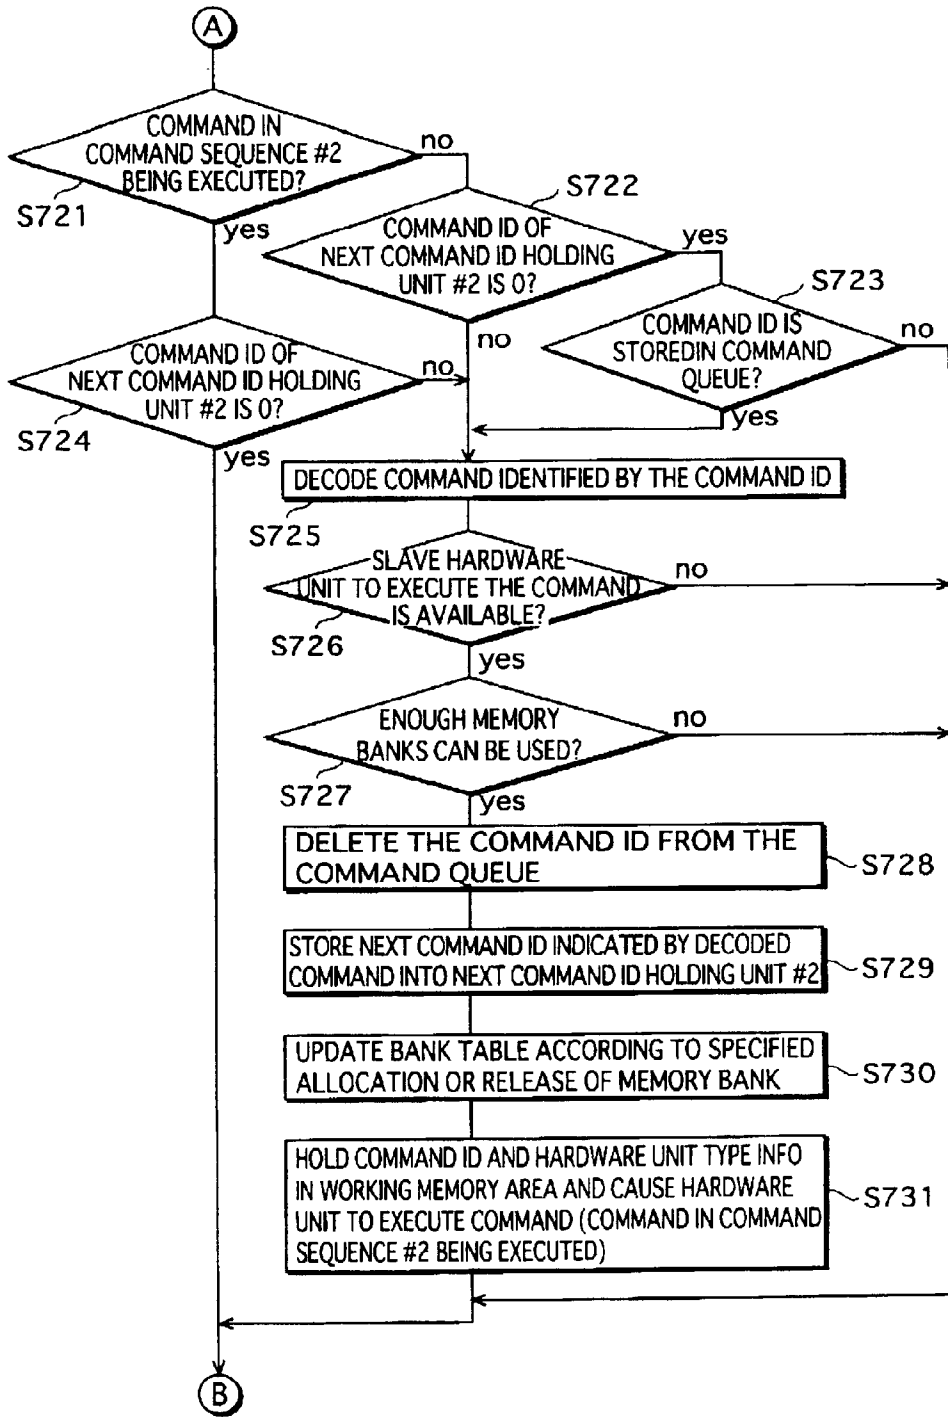 A
COMMAND IN
COMMAND SEQUENCE #2
BEING EXECUTED?
no
S721
yes
S722
COMMAND ID OF
NEXT COMMAND ID HOLDING
UNIT #2 IS 0?
yes
no
S723
COMMAND ID IS
STOREDIN COMMAND
QUEUE?
no
yes
COMMAND ID OF
NEXT COMMAND ID HOLDING
UNIT #2 IS 0?
no
S724
yes
DECODE COMMAND IDENTIFIED BY THE COMMAND ID
S725
SLAVE HARDWARE
UNIT TO EXECUTE THE COMMAND
IS AVAILABLE?
no
S726
yes
ENOUGH MEMORY
BANKS CAN BE USED?
no
S727
yes
DELETE THE COMMAND ID FROM THE
COMMAND QUEUE
S728
STORE NEXT COMMAND ID INDICATED BY DECODED
COMMAND INTO NEXT COMMAND ID HOLDING UNIT #2
S729
UPDATE BANK TABLE ACCORDING TO SPECIFIED
ALLOCATION OR RELEASE OF MEMORY BANK
S730
HOLD COMMAND ID AND HARDWARE UNIT TYPE INFO
IN WORKING MEMORY AREA AND CAUSE HARDWARE
UNIT TO EXECUTE COMMAND (COMMAND IN COMMAND
SEQUENCE #2 BEING EXECUTED)
S731
B